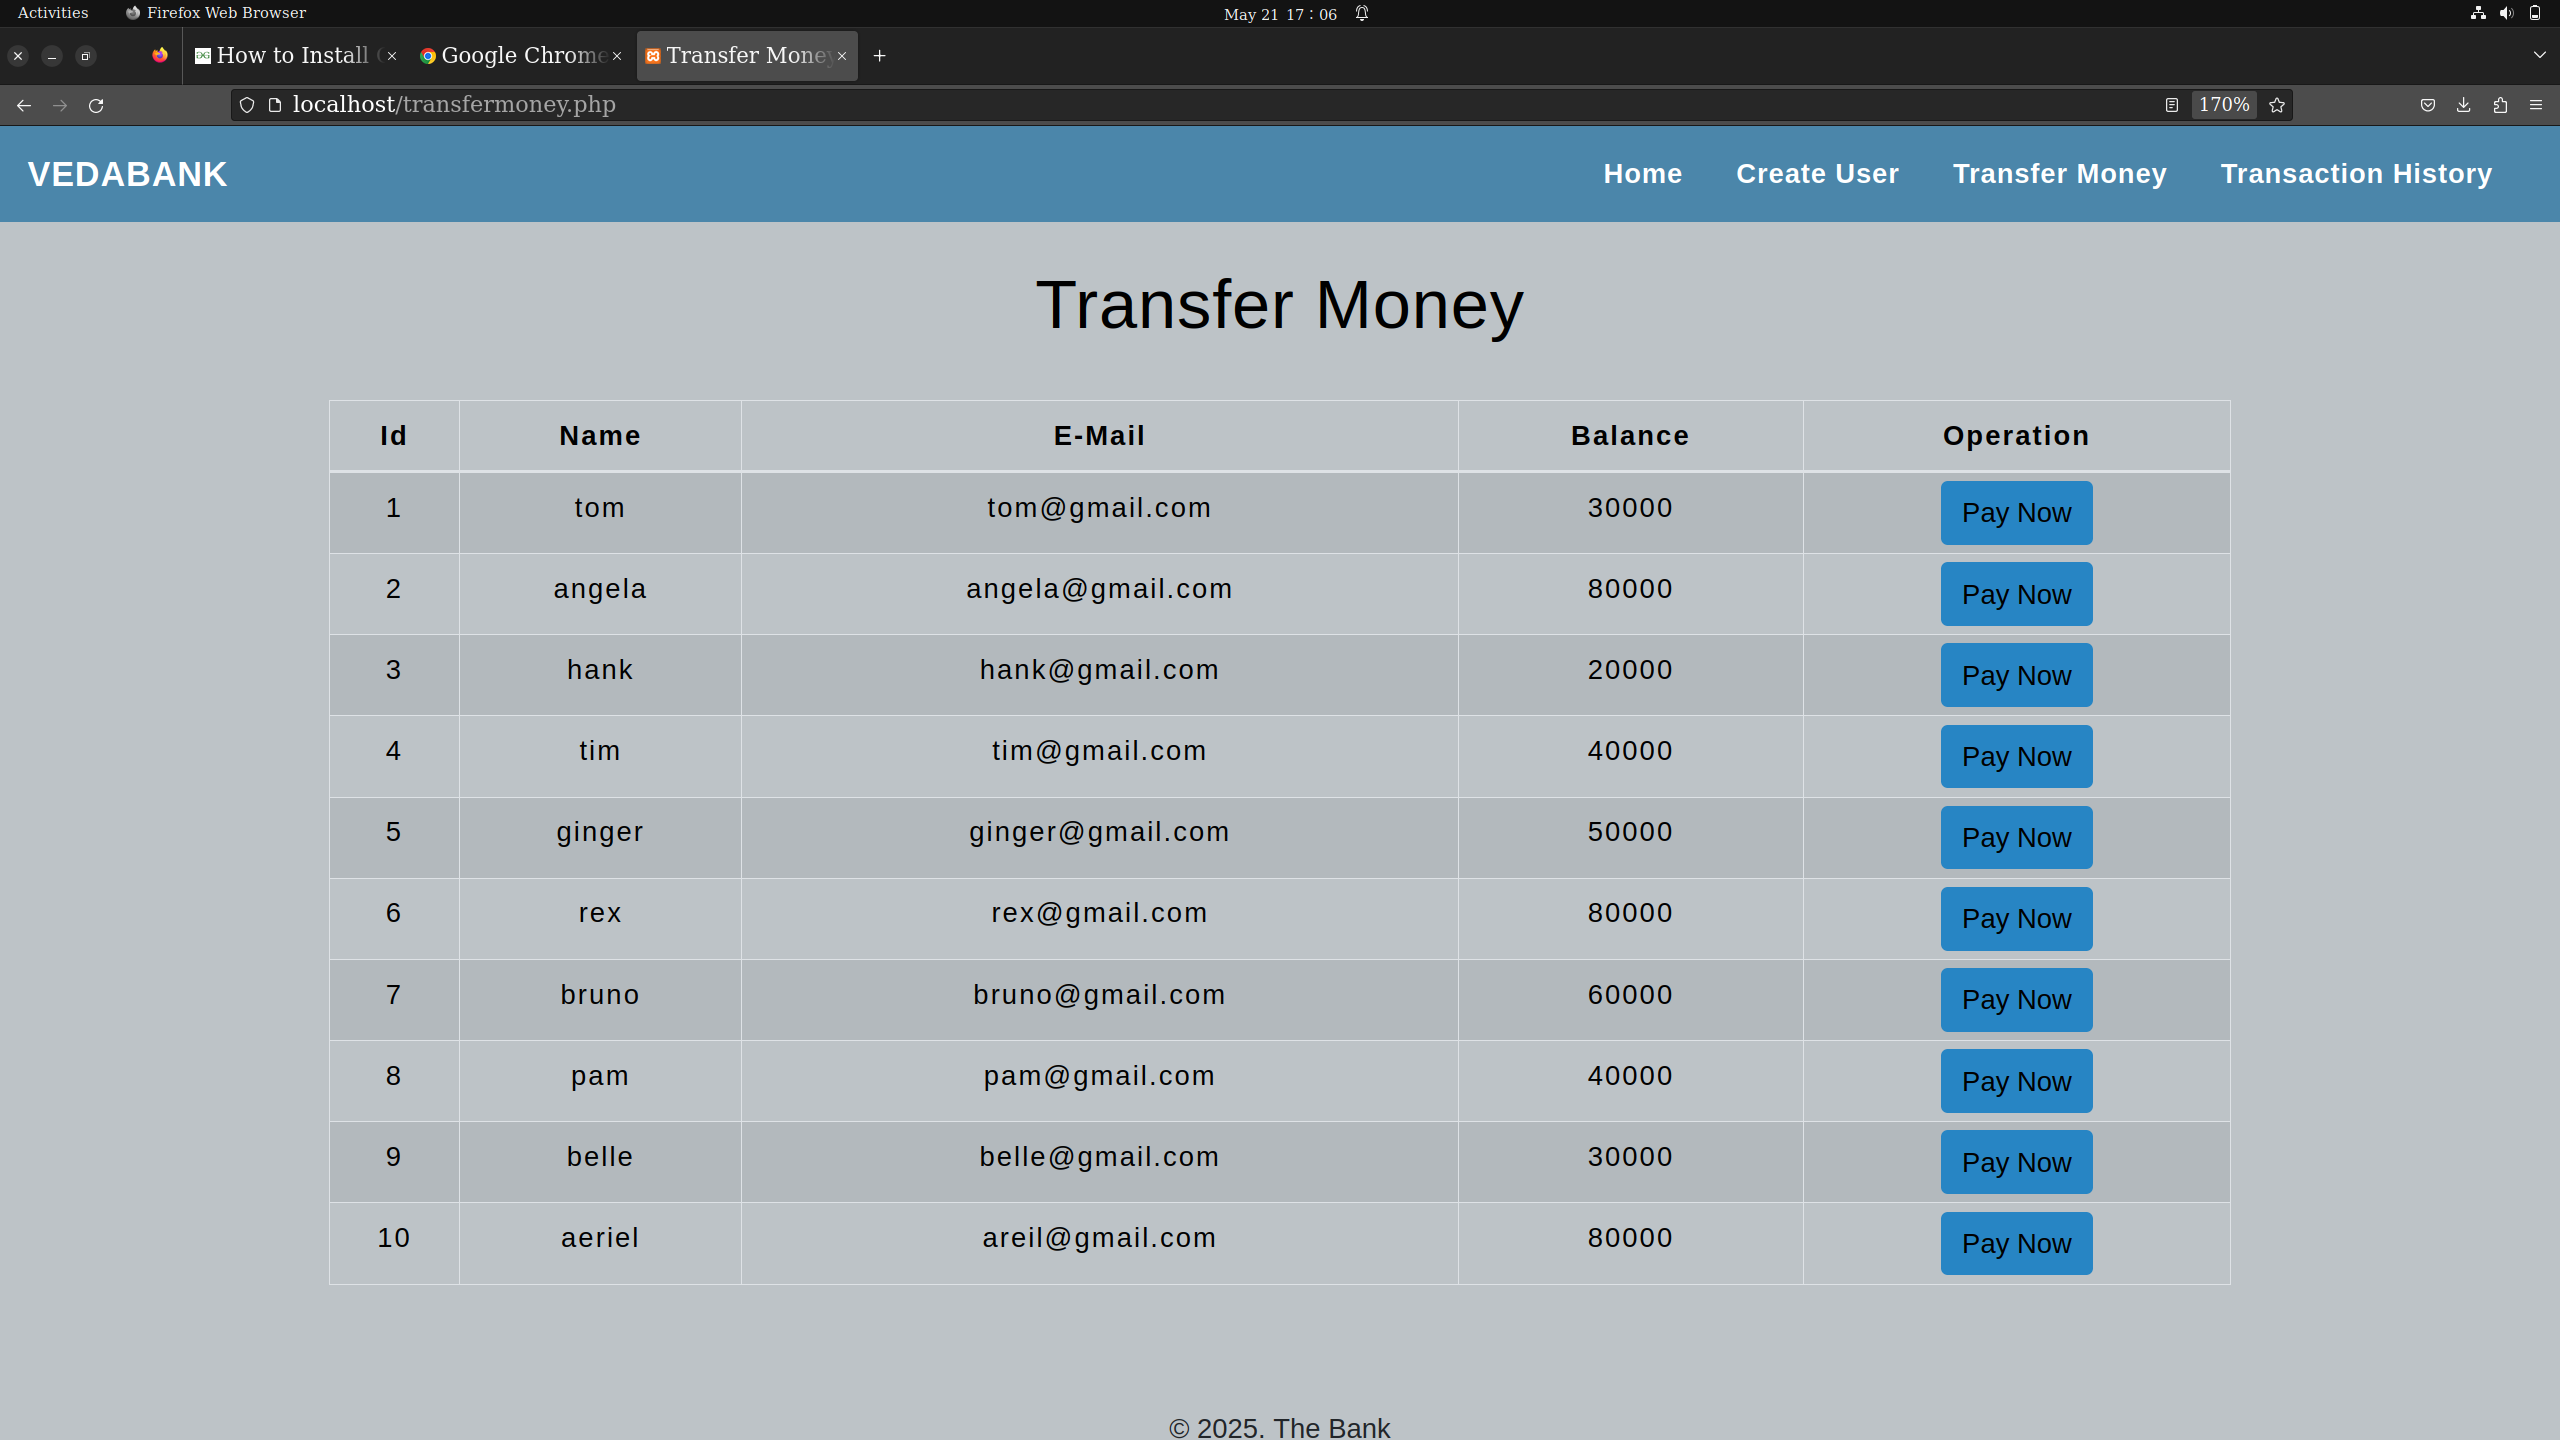 Activities Firefox Web Browser May 21 17 : 06
How to Install Google Chrome Transfer Money
localhost/transfermoney.php 170%
VEDABANK Home Create User Transfer Money Transaction History
Transfer Money
Id Name E-Mail Balance Operation
1 tom tom@gmail.com 30000 Pay Now
2 angela angela@gmail.com 80000 Pay Now
3 hank hank@gmail.com 20000 Pay Now
4 tim tim@gmail.com 40000 Pay Now
5 ginger ginger@gmail.com 50000 Pay Now
6 rex rex@gmail.com 80000 Pay Now
7 bruno bruno@gmail.com 60000 Pay Now
8 pam pam@gmail.com 40000 Pay Now
9 belle belle@gmail.com 30000 Pay Now
10 aeriel areil@gmail.com 80000 Pay Now
© 2025. The Bank